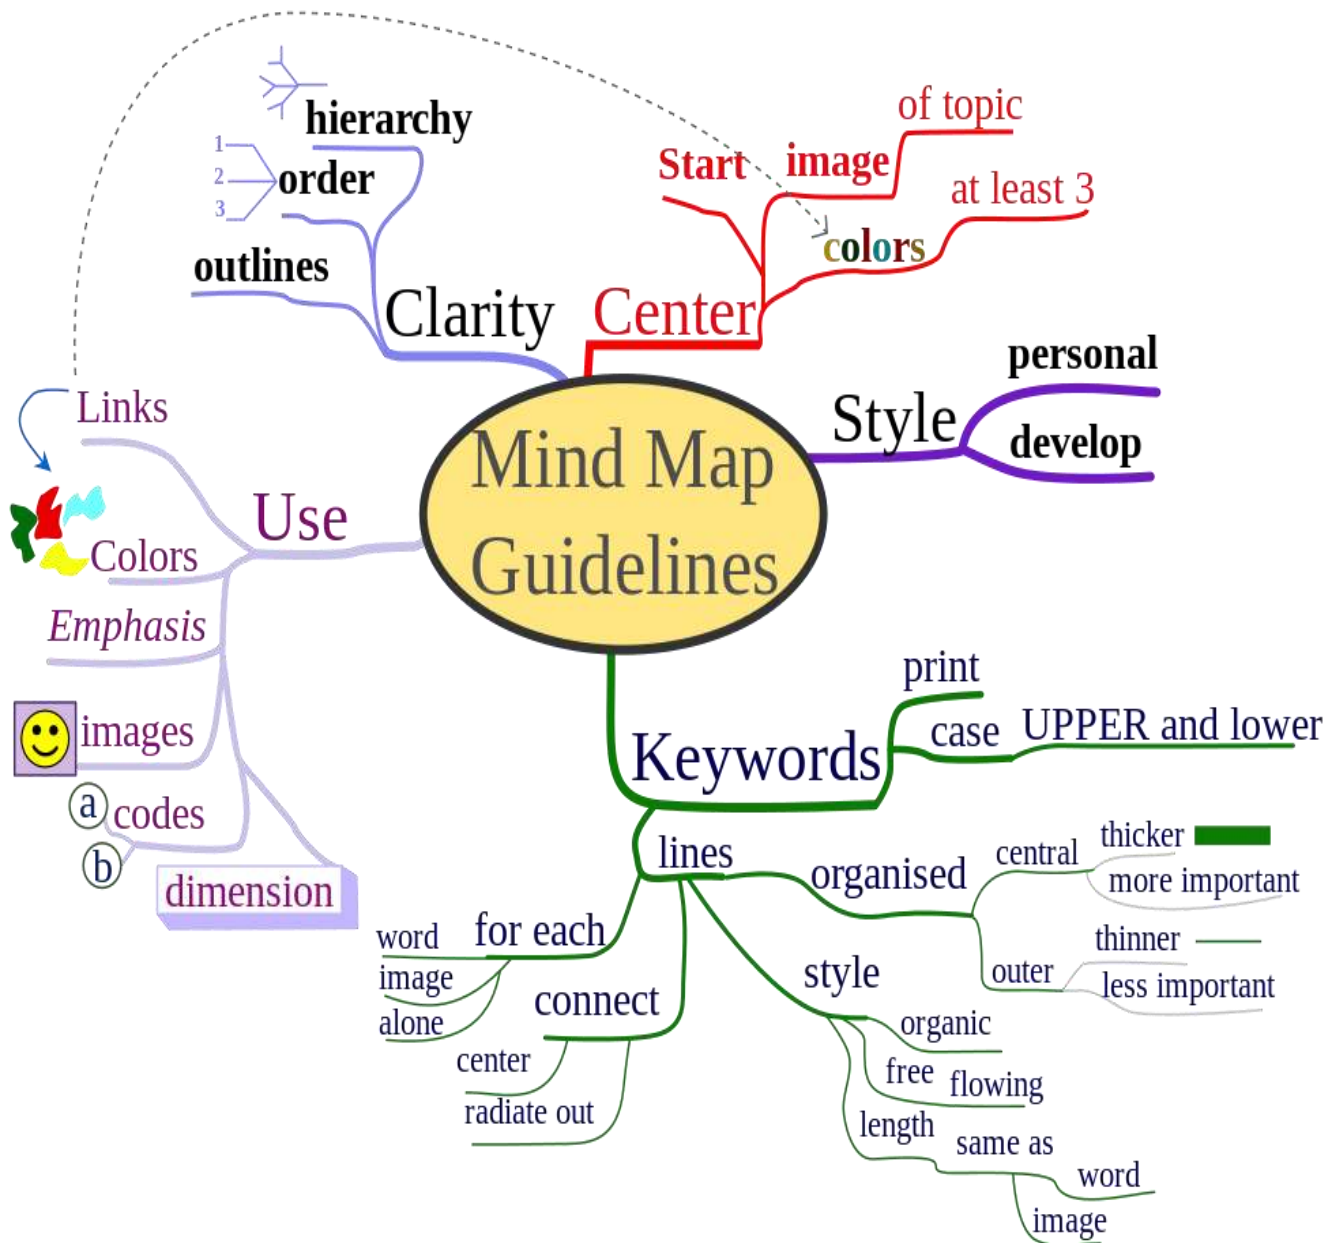 Mind Map
Guidelines
Clarity
hierarchy
order
1
2
3
outlines
Center
Start
image
of topic
colors
at least 3
Style
personal
develop
Use
Links
Colors
Emphasis
images
codes
a
b
dimension
Keywords
print
case
UPPER and lower
lines
organised
central
thicker
more important
outer
thinner
less important
style
organic
free flowing
length
same as
word
image
connect
center
radiate out
for each
word
image
alone